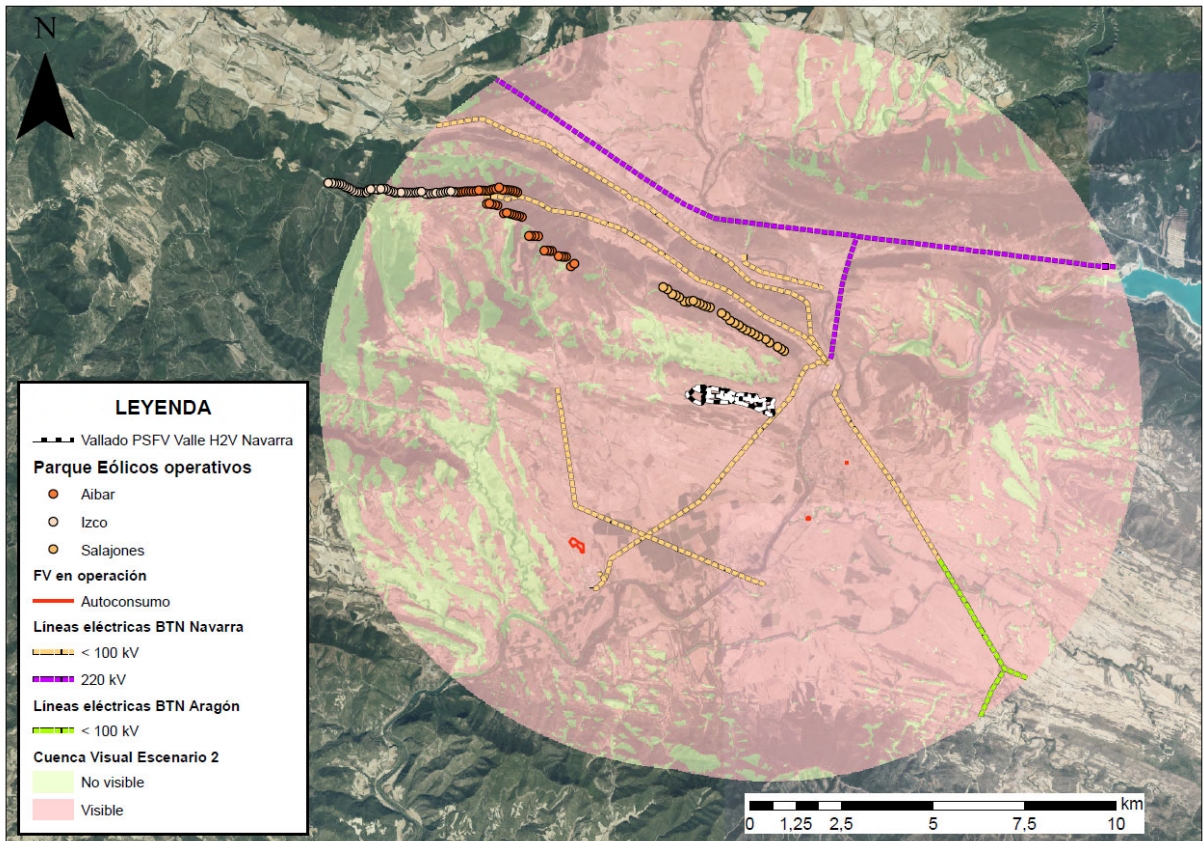 N
LEYENDA
Vallado PSFV Valle H2V Navarra
Parque Eólicos operativos
Aibar
Izco
Salajones
FV en operación
Autoconsumo
Líneas eléctricas BTN Navarra
< 100 kV
220 kV
Líneas eléctricas BTN Aragón
< 100 kV
Cuenca Visual Escenario 2
No visible
Visible
km
0 1,25 2,5 5 7,5 10